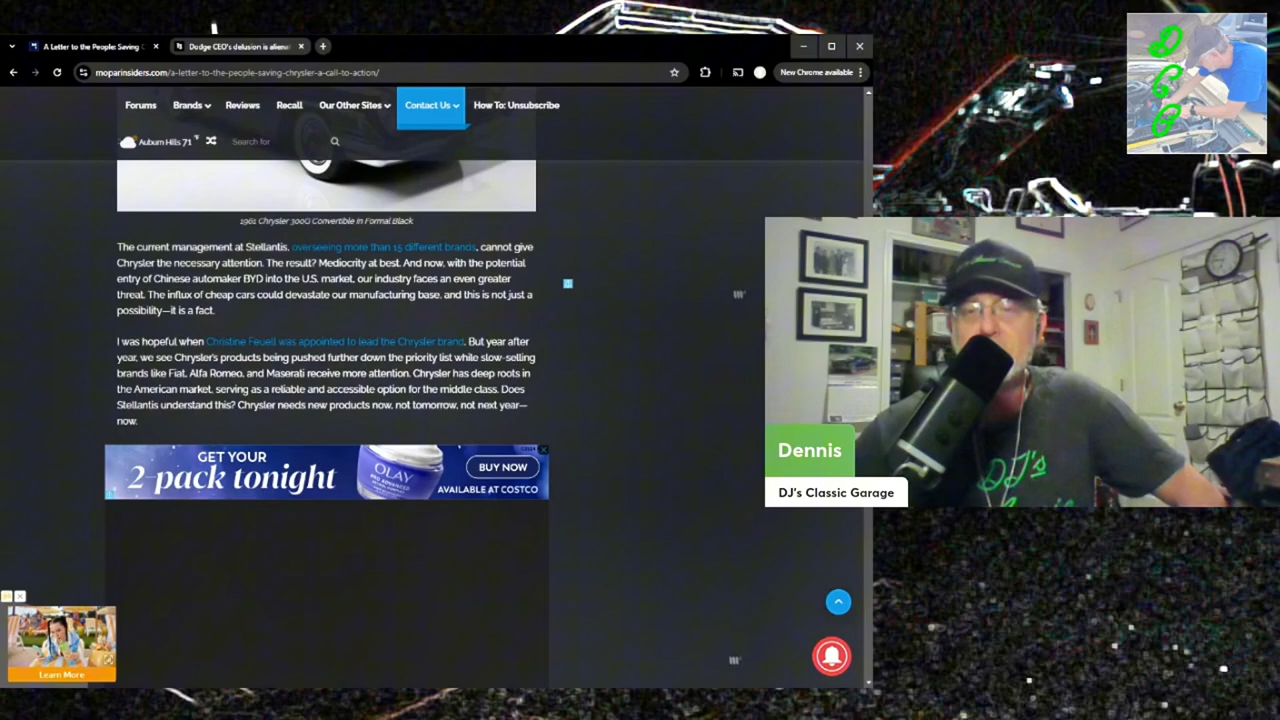 A Letter to the People: Saving C
Dodge CEO's delusion is aliena
moparinsiders.com/a-letter-to-the-people-saving-chrysler-a-call-to-action/
New Chrome available
Forums Brands Reviews Recall Our Other Sites Contact Us How To: Unsubscribe
Auburn Hills 71 °F Search for
1961 Chrysler 300G Convertible in Formal Black
The current management at Stellantis, overseeing more than 15 different brands, cannot give
Chrysler the necessary attention. The result? Mediocrity at best. And now, with the potential
entry of Chinese automaker BYD into the U.S. market, our industry faces an even greater
threat. The influx of cheap cars could devastate our manufacturing base, and this is not just a
possibility—it is a fact.
I was hopeful when Christine Feuell was appointed to lead the Chrysler brand. But year after
year, we see Chrysler's products being pushed further down the priority list while slow-selling
brands like Fiat, Alfa Romeo, and Maserati receive more attention. Chrysler has deep roots in
the American market, serving as a reliable and accessible option for the middle class. Does
Stellantis understand this? Chrysler needs new products now, not tomorrow, not next year—
now.
GET YOUR
2-pack tonight
OLAY
BUY NOW
AVAILABLE AT COSTCO
Learn More
DCG
Dennis
DJ's Classic Garage
DJ's